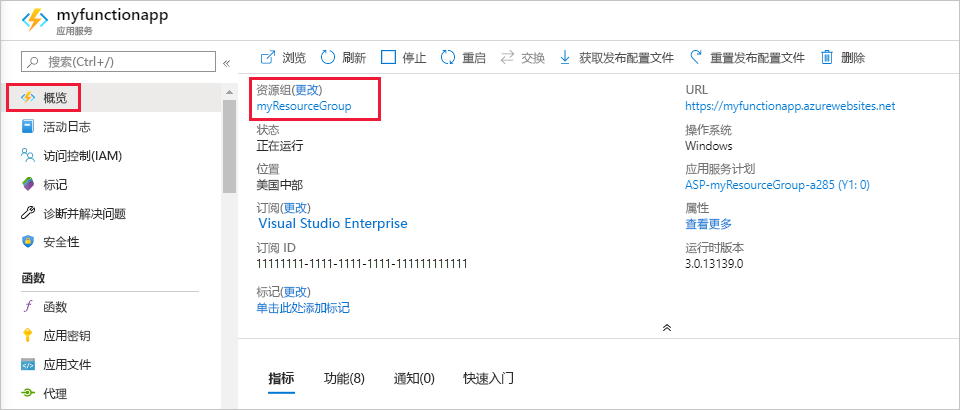 myfunctionapp
应用服务
搜索(Ctrl+/)
«
概览
活动日志
访问控制(IAM)
标记
诊断并解决问题
安全性
函数
函数
应用密钥
应用文件
代理
浏览 刷新 停止 重启 交换 获取发布配置文件 重置发布配置文件 删除
资源组(更改)
myResourceGroup
状态
正在运行
位置
美国中部
订阅(更改)
Visual Studio Enterprise
订阅 ID
11111111-1111-1111-1111-111111111111
标记(更改)
单击此处添加标记
URL
https://myfunctionapp.azurewebsites.net
操作系统
Windows
应用服务计划
ASP-myResourceGroup-a285 (Y1: 0)
属性
查看更多
运行时版本
3.0.13139.0
指标 功能(8) 通知(0) 快速入门